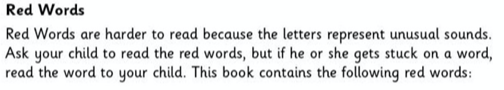 Red Words
Red Words are harder to read because the letters represent unusual sounds.
Ask your child to read the red words, but if he or she gets stuck on a word,
read the word to your child. This book contains the following red words: